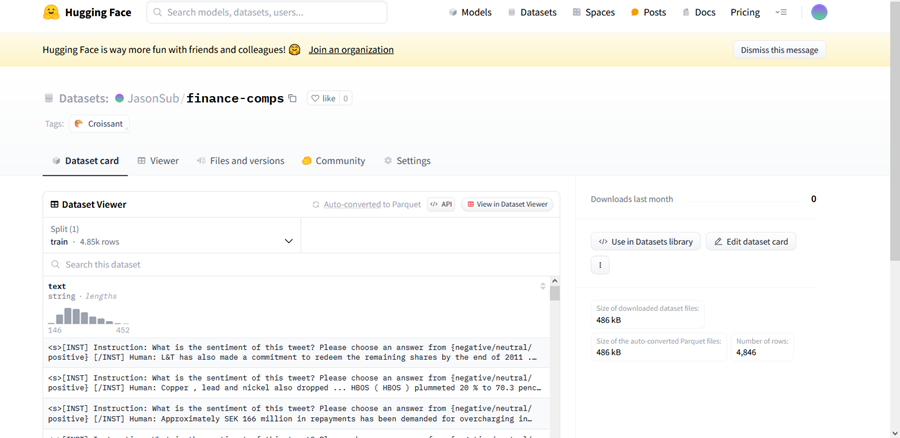 Hugging Face
Search models, datasets, users...
Models
Datasets
Spaces
Posts
Docs
Pricing
Hugging Face is way more fun with friends and colleagues! 🤗 Join an organization
Dismiss this message
Datasets: JasonSub/finance-comps
like 0
Tags: Croissant
Dataset card
Viewer
Files and versions
Community
Settings
Dataset Viewer
Auto-converted to Parquet
</> API
View in Dataset Viewer
Split (1)
train · 4.85k rows
Search this dataset
text
string · lengths
146 452
<s>[INST] Instruction: What is the sentiment of this tweet? Please choose an answer from {negative/neutral/
positive} [/INST] Human: L&T has also made a commitment to redeem the remaining shares by the end of 2011 .…
<s>[INST] Instruction: What is the sentiment of this tweet? Please choose an answer from {negative/neutral/
positive} [/INST] Human: Copper , lead and nickel also dropped ... HBOS ( HBOS ) plummeted 20 % to 70.3 penc…
<s>[INST] Instruction: What is the sentiment of this tweet? Please choose an answer from {negative/neutral/
positive} [/INST] Human: Approximately SEK 166 million in repayments has been demanded for overcharging in…
Downloads last month
0
</> Use in Datasets library
Edit dataset card
Size of downloaded dataset files:
486 kB
Size of the auto-converted Parquet files:
486 kB
Number of rows:
4,846